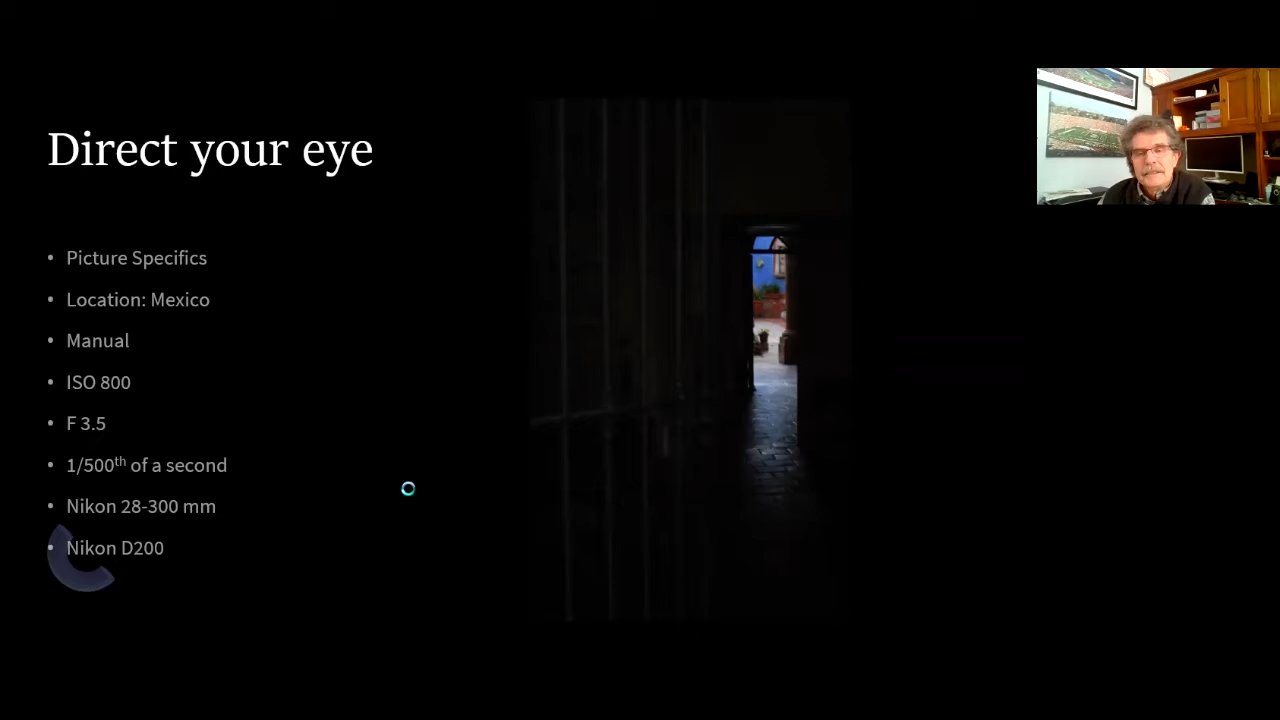 Direct your eye
• Picture Specifics
• Location: Mexico
• Manual
• ISO 800
• F 3.5
• 1/500th of a second
• Nikon 28-300 mm
• Nikon D200